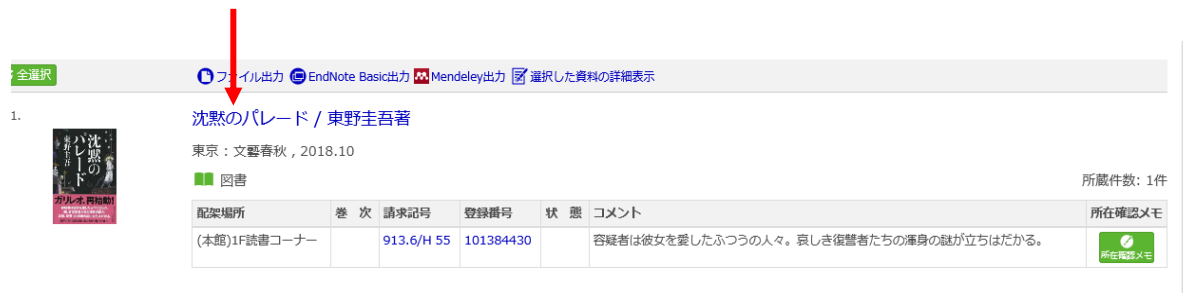 全選択
ファイル出力 EndNote Basic出力 Mendeley出力 選択した資料の詳細表示
1.
沈黙のパレード / 東野圭吾著
沈黙の
パレード
東野圭吾
ガリレオ、再始動!
東京 : 文藝春秋 , 2018.10
図書
所蔵件数: 1件
配架場所 巻 次 請求記号 登録番号 状 態 コメント 所在確認メモ
(本館)1F読書コーナー 913.6/H 55 101384430 容疑者は彼女を愛したふつうの人々。哀しき復讐者たちの渾身の謎が立ちはだかる。 所在確認メモ